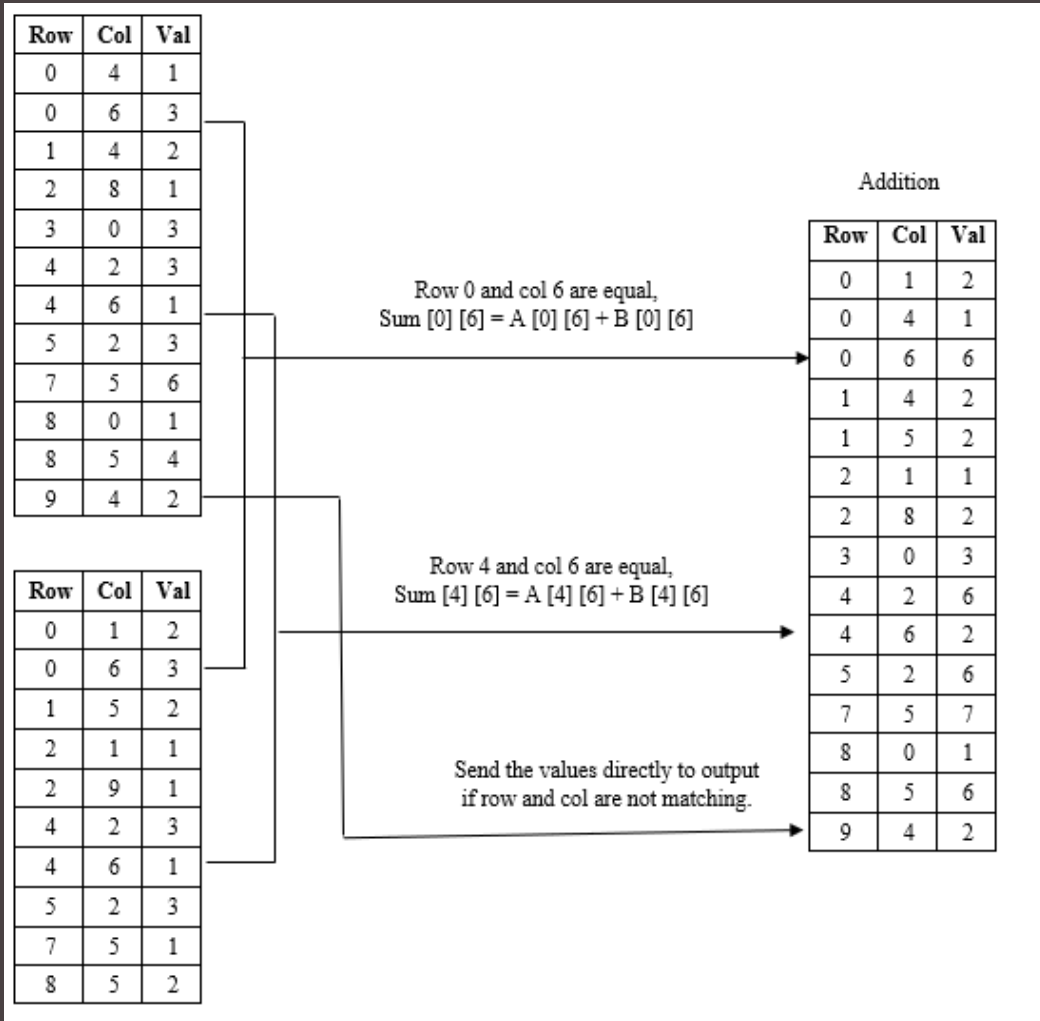 Row Col Val
0 4 1
0 6 3
1 4 2
2 8 1
3 0 3
4 2 3
4 6 1
5 2 3
7 5 6
8 0 1
8 5 4
9 4 2
Row Col Val
0 1 2
0 6 3
1 5 2
2 1 1
2 9 1
4 2 3
4 6 1
5 2 3
7 5 1
8 5 2
Row 0 and col 6 are equal,
Sum [0] [6] = A [0] [6] + B [0] [6]
Row 4 and col 6 are equal,
Sum [4] [6] = A [4] [6] + B [4] [6]
Send the values directly to output
if row and col are not matching.
Addition
Row Col Val
0 1 2
0 4 1
0 6 6
1 4 2
1 5 2
2 1 1
2 8 2
3 0 3
4 2 6
4 6 2
5 2 6
7 5 7
8 0 1
8 5 6
9 4 2